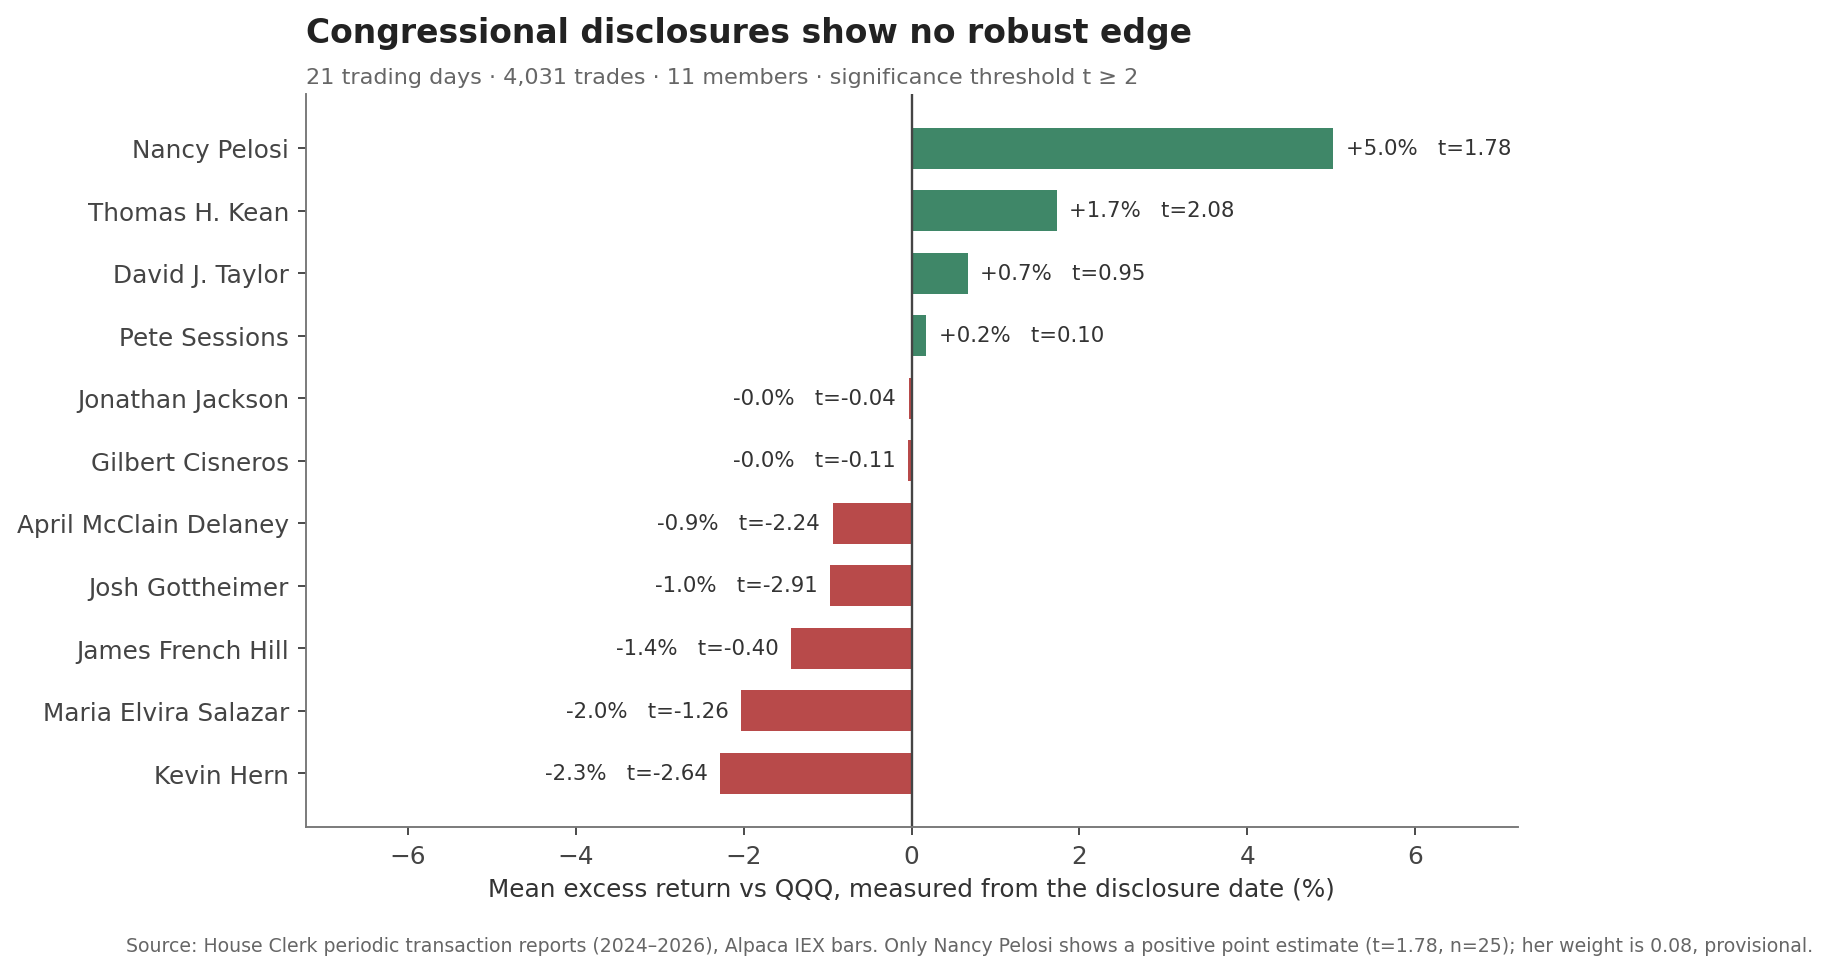 Congressional disclosures show no robust edge
21 trading days · 4,031 trades · 11 members · significance threshold t ≥ 2
Nancy Pelosi +5.0% t=1.78
Thomas H. Kean +1.7% t=2.08
David J. Taylor +0.7% t=0.95
Pete Sessions +0.2% t=0.10
Jonathan Jackson -0.0% t=-0.04
Gilbert Cisneros -0.0% t=-0.11
April McClain Delaney -0.9% t=-2.24
Josh Gottheimer -1.0% t=-2.91
James French Hill -1.4% t=-0.40
Maria Elvira Salazar -2.0% t=-1.26
Kevin Hern -2.3% t=-2.64
−6 −4 −2 0 2 4 6
Mean excess return vs QQQ, measured from the disclosure date (%)
Source: House Clerk periodic transaction reports (2024–2026), Alpaca IEX bars. Only Nancy Pelosi shows a positive point estimate (t=1.78, n=25); her weight is 0.08, provisional.